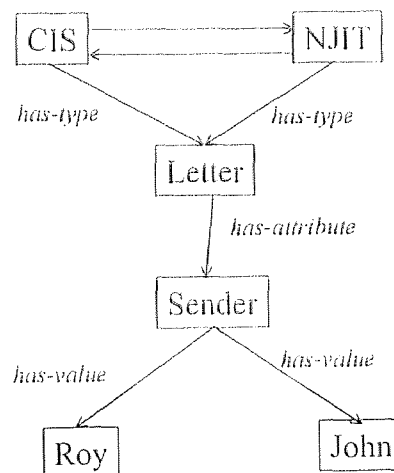 CIS NJIT
has-type has-type
Letter
has-attribute
Sender
has-value has-value
Roy John